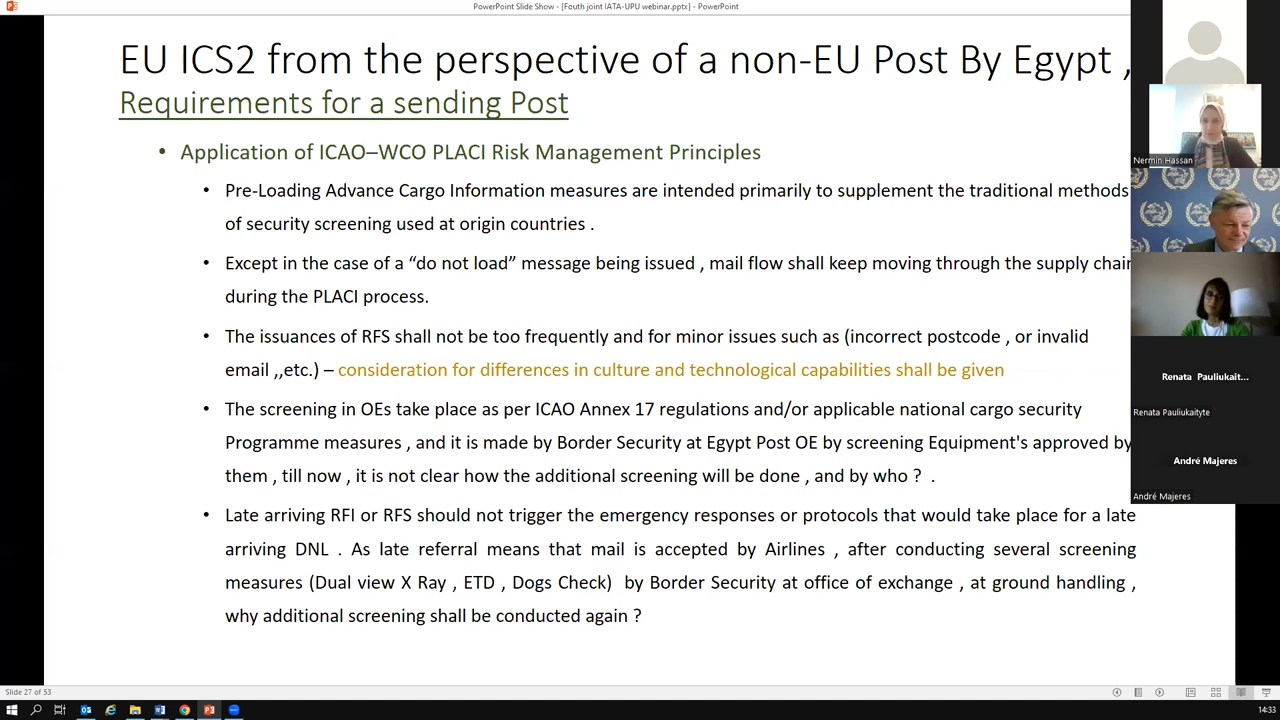 PowerPoint Slide Show - [Fouth joint IATA-UPU webinar.pptx] - PowerPoint
EU ICS2 from the perspective of a non-EU Post By Egypt ,
Requirements for a sending Post
• Application of ICAO–WCO PLACI Risk Management Principles
• Pre-Loading Advance Cargo Information measures are intended primarily to supplement the traditional methods
of security screening used at origin countries .
• Except in the case of a “do not load” message being issued , mail flow shall keep moving through the supply chain
during the PLACI process.
• The issuances of RFS shall not be too frequently and for minor issues such as (incorrect postcode , or invalid
email ,,etc.) – consideration for differences in culture and technological capabilities shall be given
• The screening in OEs take place as per ICAO Annex 17 regulations and/or applicable national cargo security
Programme measures , and it is made by Border Security at Egypt Post OE by screening Equipment's approved by
them , till now , it is not clear how the additional screening will be done , and by who ? .
• Late arriving RFI or RFS should not trigger the emergency responses or protocols that would take place for a late
arriving DNL . As late referral means that mail is accepted by Airlines , after conducting several screening
measures (Dual view X Ray , ETD , Dogs Check) by Border Security at office of exchange , at ground handling ,
why additional screening shall be conducted again ?
Nermin Hassan
Renata Pauliukait...
Renata Pauliukaityte
André Majeres
André Majeres
Slide 27 of 53
14:33